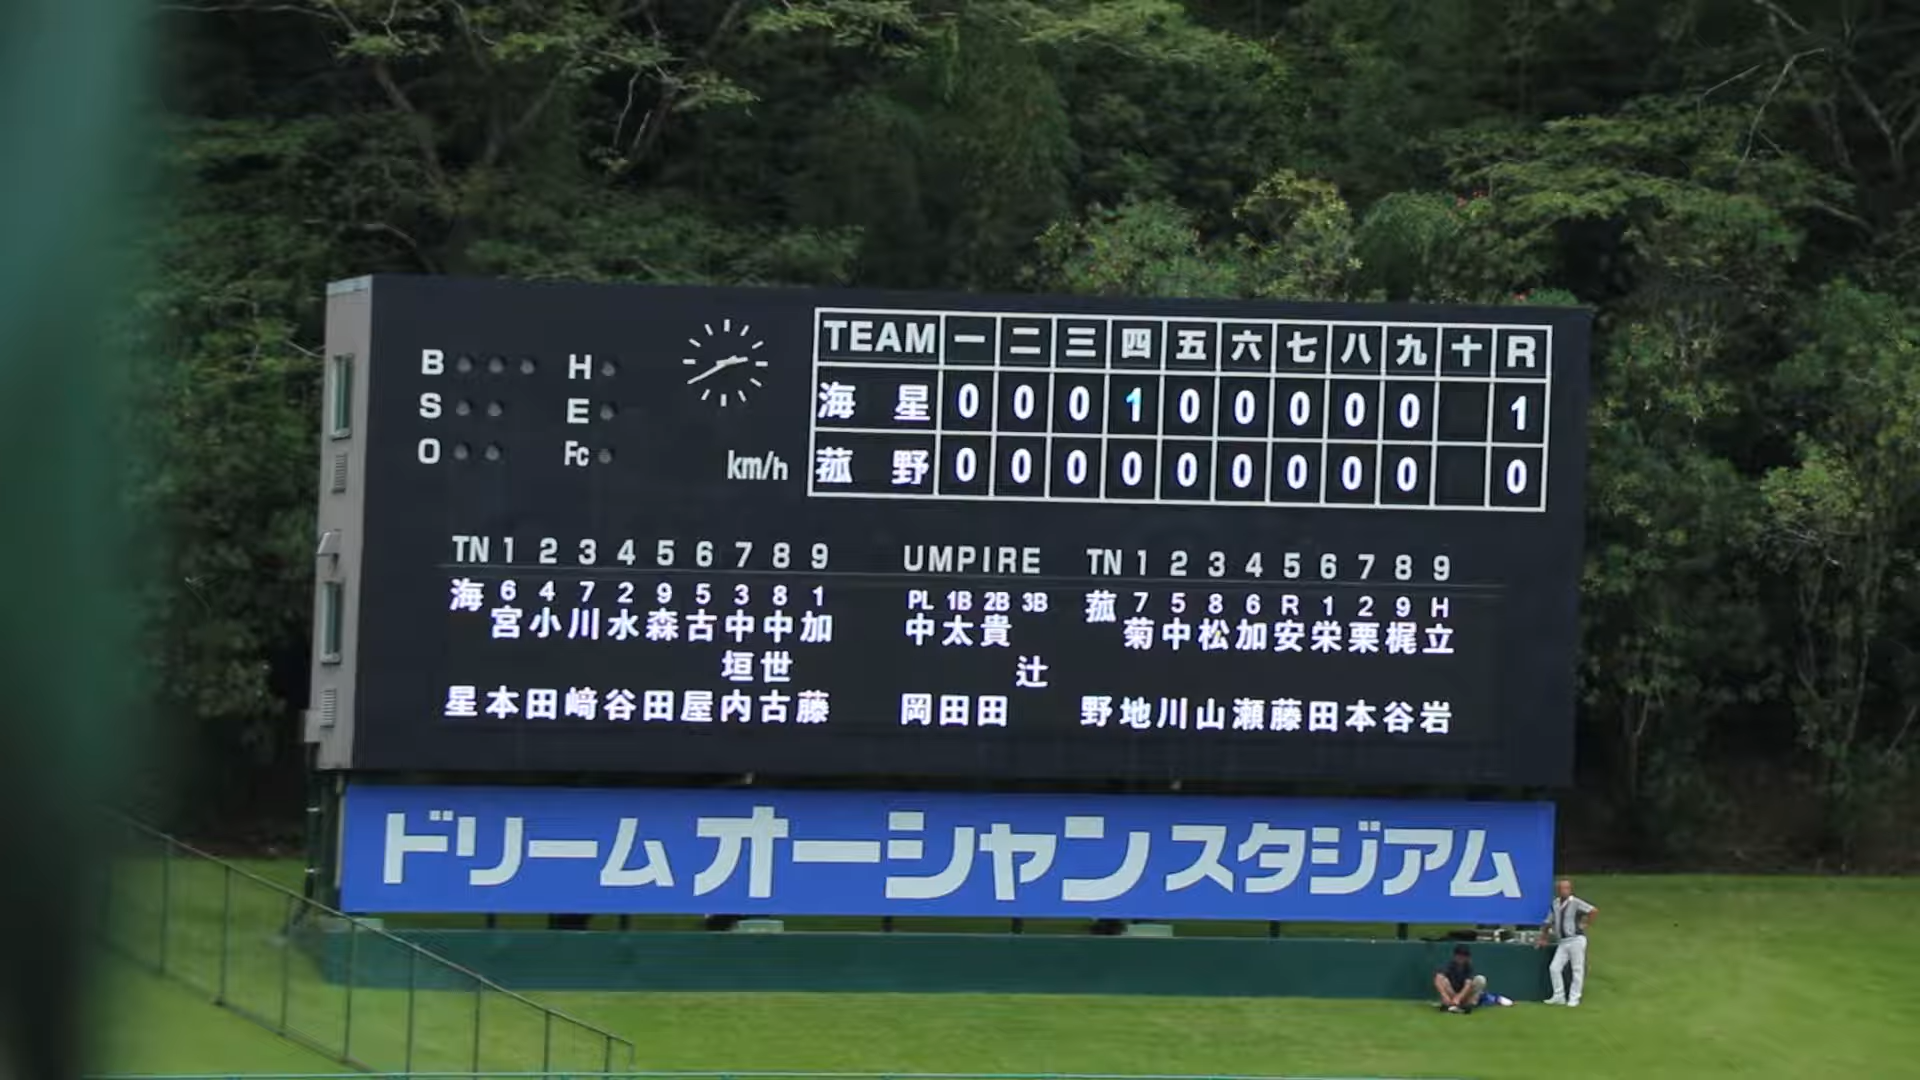 B H
S E
O Fc
km/h
TEAM 一 二 三 四 五 六 七 八 九 十 R
海星 0 0 0 1 0 0 0 0 0 1
菰野 0 0 0 0 0 0 0 0 0 0
TN 1 2 3 4 5 6 7 8 9
海 6 4 7 2 9 5 3 8 1
宮 小 川 水 森 古 中 中 加
垣 世
星 本 田 﨑 谷 田 屋 内 古 藤
UMPIRE
PL 1B 2B 3B
中 太 貴
辻
岡 田 田
TN 1 2 3 4 5 6 7 8 9
菰 7 5 8 6 R 1 2 9 H
菊 中 松 加 安 栄 栗 梶 立
野 地 川 山 瀬 藤 田 本 谷 岩
ドリームオーシャンスタジアム